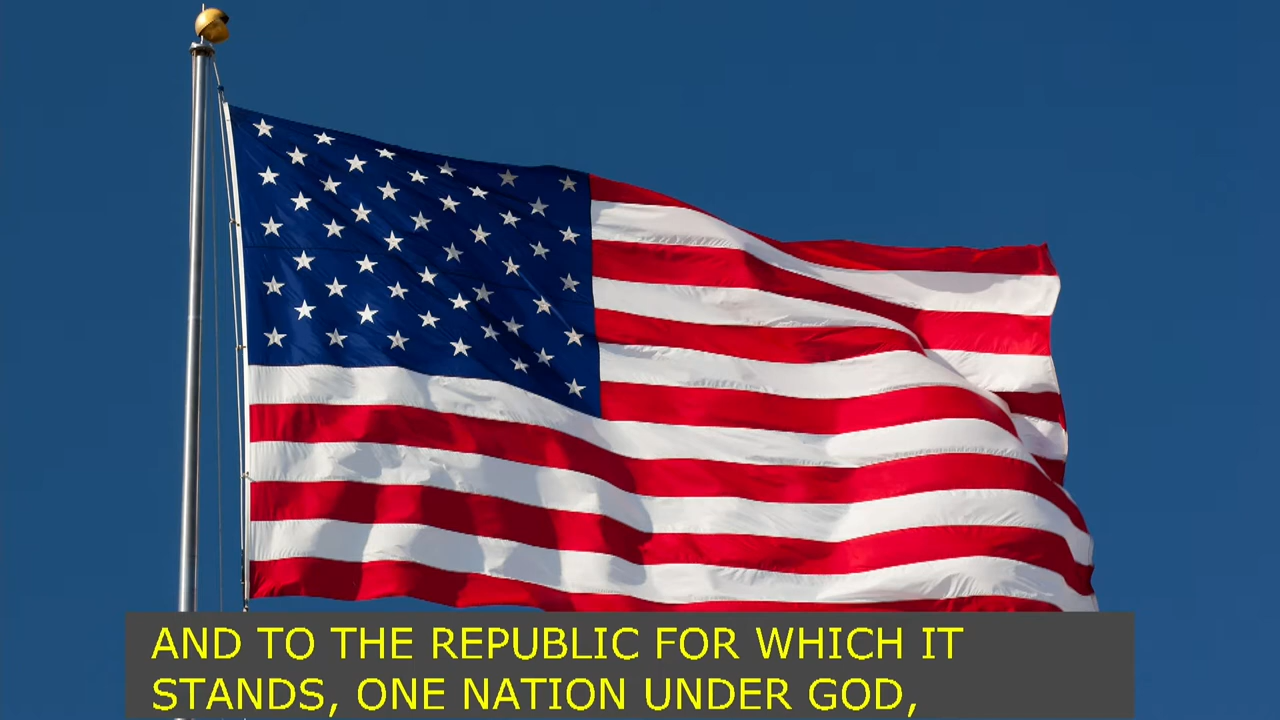 AND TO THE REPUBLIC FOR WHICH IT
STANDS, ONE NATION UNDER GOD,